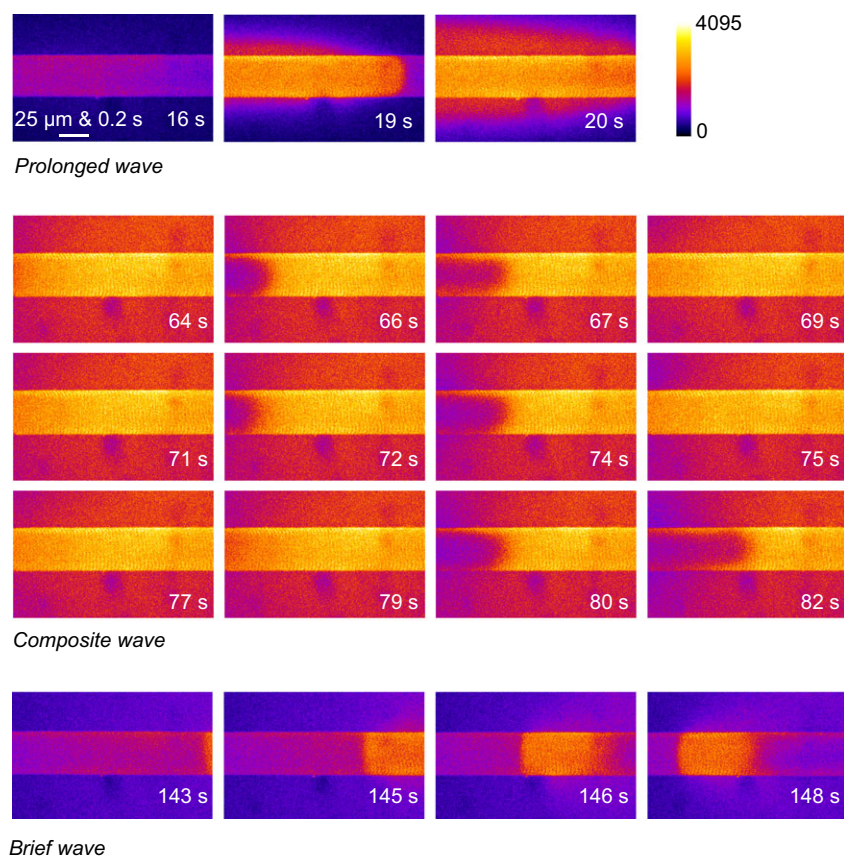 4095
0
25 µm & 0.2 s 16 s
19 s
20 s
Prolonged wave
64 s
66 s
67 s
69 s
71 s
72 s
74 s
75 s
77 s
79 s
80 s
82 s
Composite wave
143 s
145 s
146 s
148 s
Brief wave